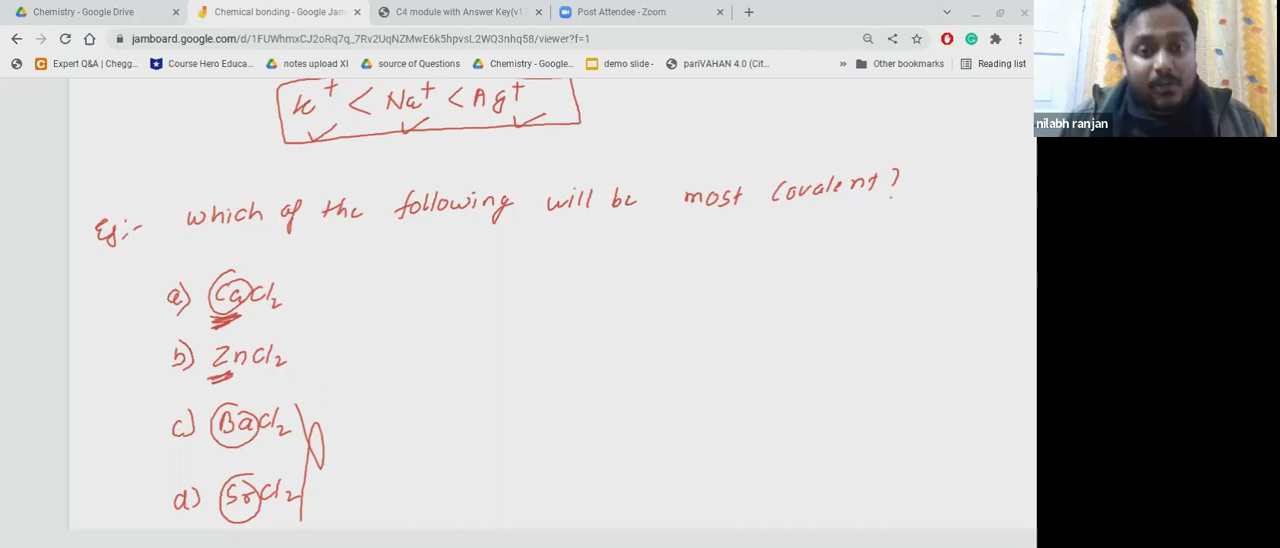 Chemistry - Google Drive
Chemical bonding - Google Jam
C4 module with Answer Key(v1
Post Attendee - Zoom
jamboard.google.com/d/1FUWhmxCJ2oRq7q_7Rv2UqNZMwE6k5hpvsL2WQ3nhq58/viewer?f=1
Expert Q&A | Chegg...
Course Hero Educa...
notes upload XI
source of Questions
Chemistry - Google...
demo slide -
pariVAHAN 4.0 (Cit...
»
Other bookmarks
Reading list
nilabh ranjan
K+ < Na+ < Ag+
Eg:- which of the following will be most covalent?
a) CaCl2
b) ZnCl2
c) BaCl2
d) SrCl2